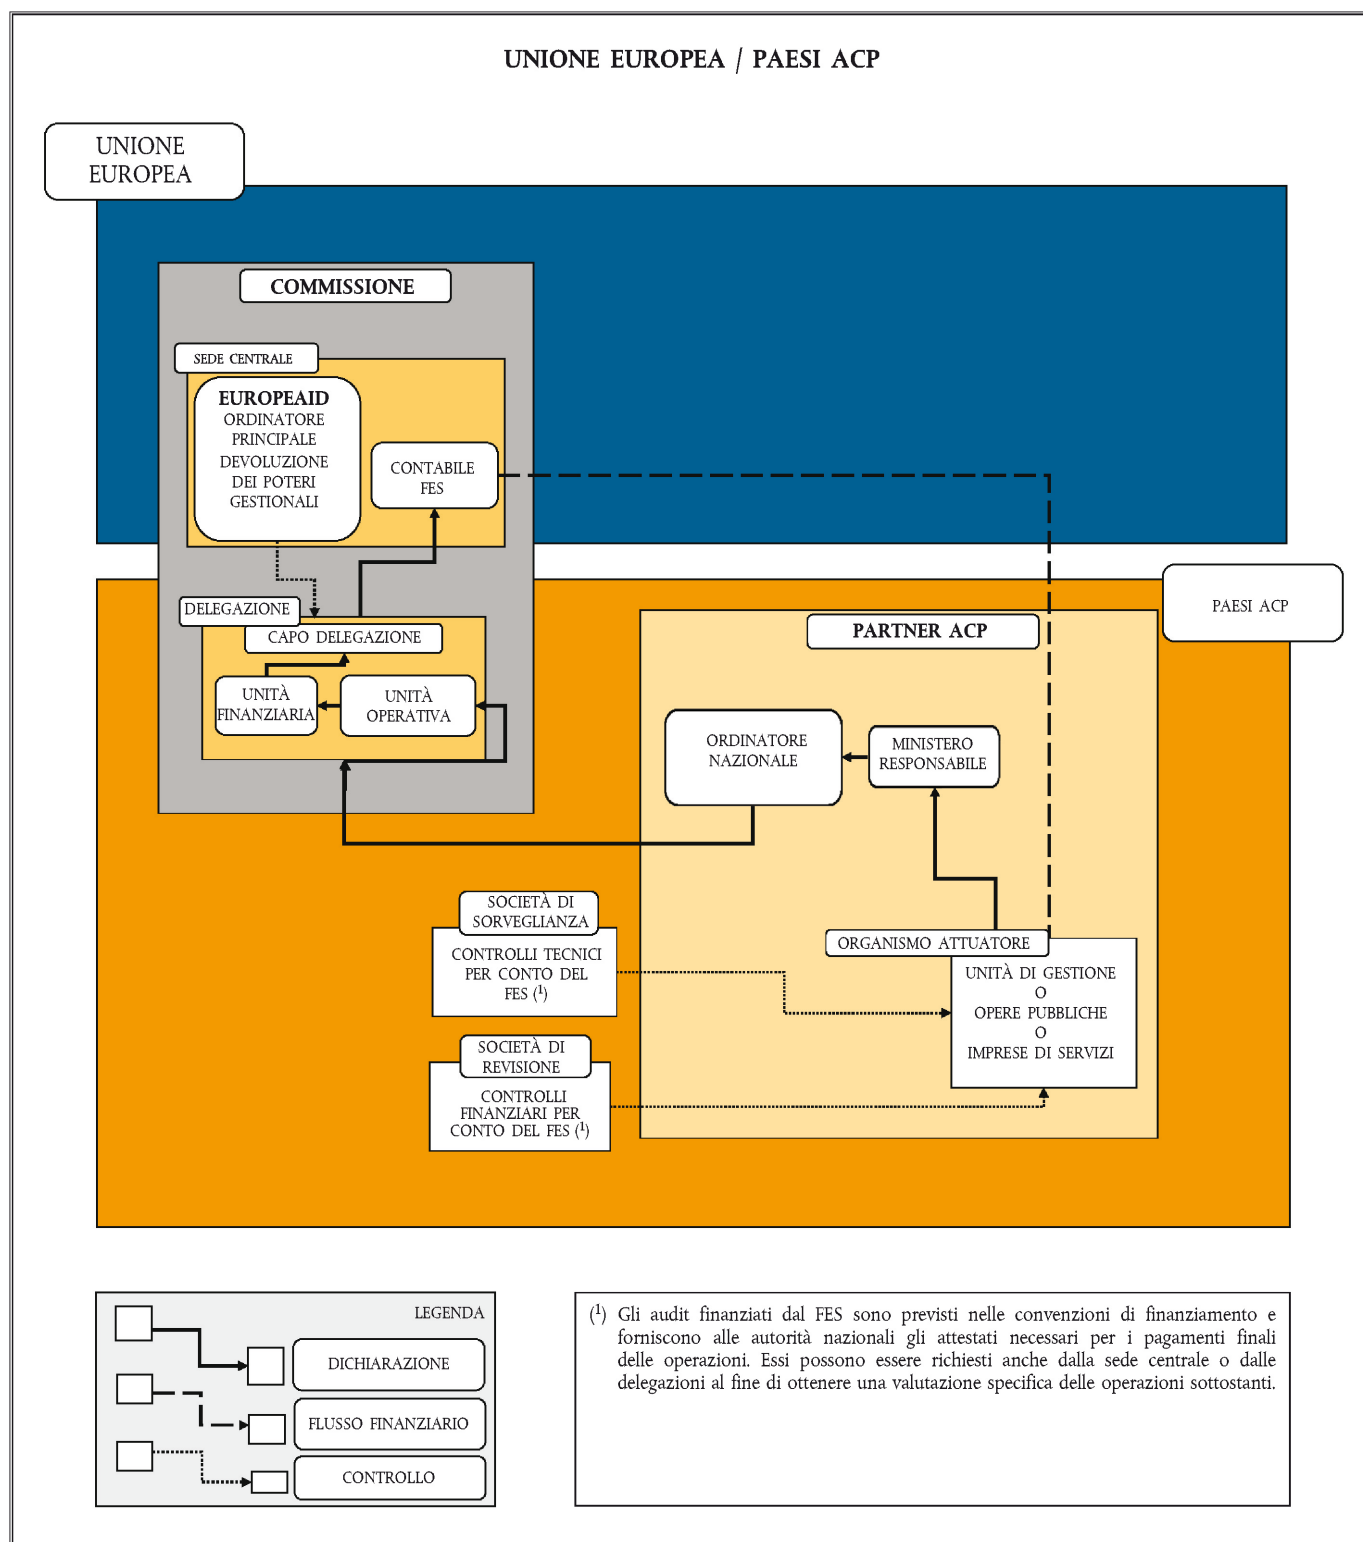 UNIONE EUROPEA / PAESI ACP
UNIONE
EUROPEA
COMMISSIONE
SEDE CENTRALE
EUROPEAID
ORDINATORE
PRINCIPALE
DEVOLUZIONE
DEI POTERI
GESTIONALI
CONTABILE
FES
DELEGAZIONE
CAPO DELEGAZIONE
UNITÀ
FINANZIARIA
UNITÀ
OPERATIVA
PAESI ACP
PARTNER ACP
ORDINATORE
NAZIONALE
MINISTERO
RESPONSABILE
SOCIETÀ DI
SORVEGLIANZA
CONTROLLI TECNICI
PER CONTO DEL
FES (¹)
ORGANISMO ATTUATORE
UNITÀ DI GESTIONE
O
OPERE PUBBLICHE
O
IMPRESE DI SERVIZI
SOCIETÀ DI
REVISIONE
CONTROLLI
FINANZIARI PER
CONTO DEL FES (¹)
LEGENDA
DICHIARAZIONE
FLUSSO FINANZIARIO
CONTROLLO
(¹) Gli audit finanziati dal FES sono previsti nelle convenzioni di finanziamento e
forniscono alle autorità nazionali gli attestati necessari per i pagamenti finali
delle operazioni. Essi possono essere richiesti anche dalla sede centrale o dalle
delegazioni al fine di ottenere una valutazione specifica delle operazioni sottostanti.